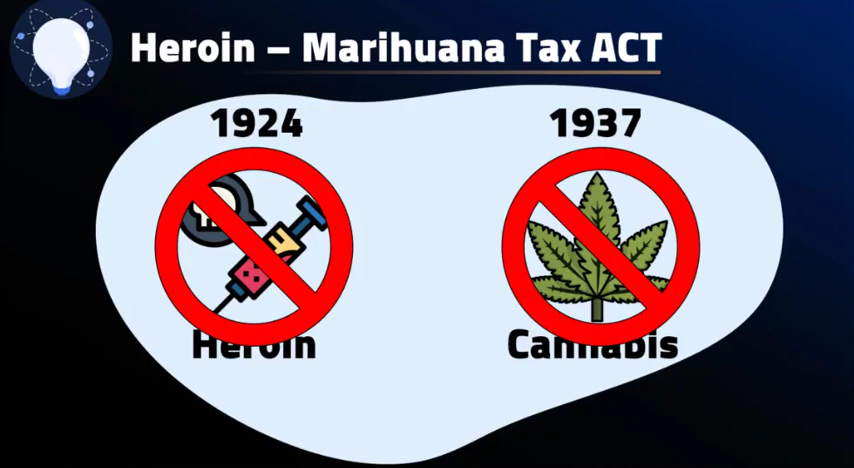 Heroin – Marihuana Tax ACT
1924
1937
Heroin
Cannabis